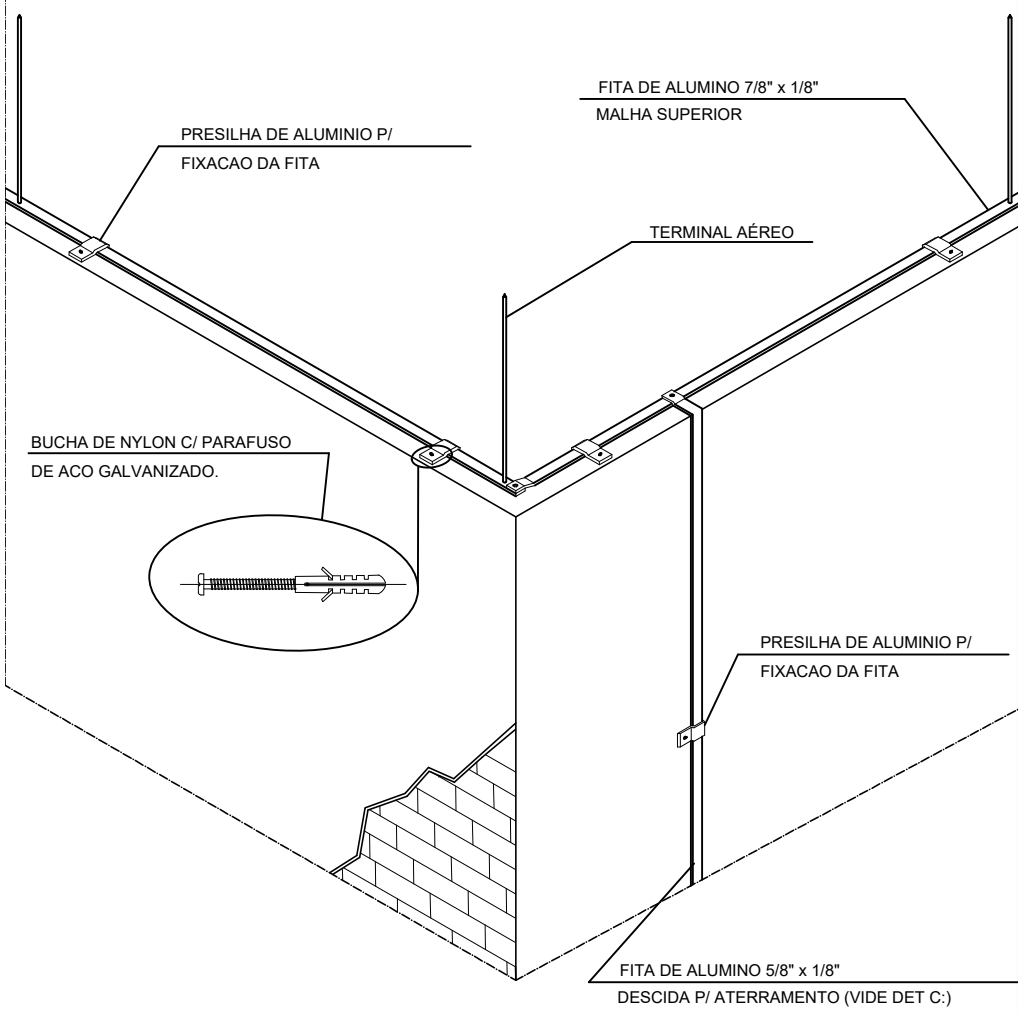 FITA DE ALUMINO 7/8" x 1/8"
MALHA SUPERIOR
PRESILHA DE ALUMINIO P/
FIXACAO DA FITA
TERMINAL AÉREO
BUCHA DE NYLON C/ PARAFUSO
DE ACO GALVANIZADO.
PRESILHA DE ALUMINIO P/
FIXACAO DA FITA
FITA DE ALUMINO 5/8" x 1/8"
DESCIDA P/ ATERRAMENTO (VIDE DET C:)